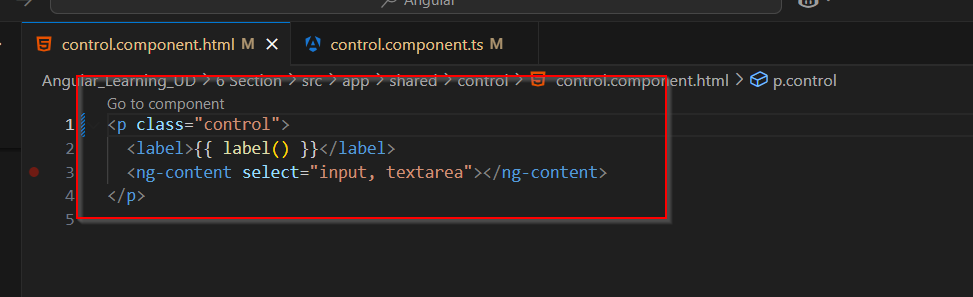 Angular
control.component.html M ✕ control.component.ts M
Angular_Learning_UD > 6 Section > src > app > shared > control > control.component.html > p.control
Go to component
1 <p class="control">
2 <label>{{ label() }}</label>
3 <ng-content select="input, textarea"></ng-content>
4 </p>
5